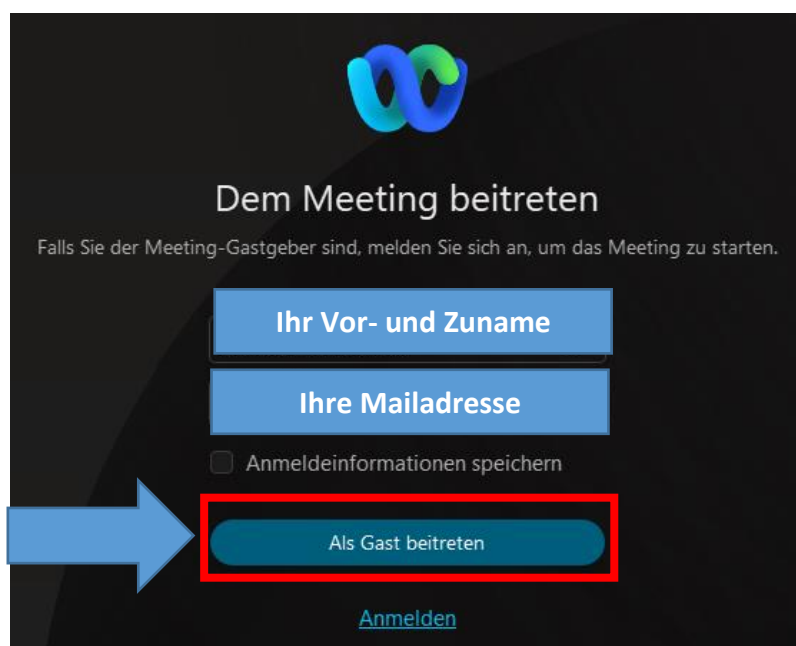 Dem Meeting beitreten
Falls Sie der Meeting-Gastgeber sind, melden Sie sich an, um das Meeting zu starten.
Ihr Vor- und Zuname
Ihre Mailadresse
Anmeldeinformationen speichern
Als Gast beitreten
Anmelden